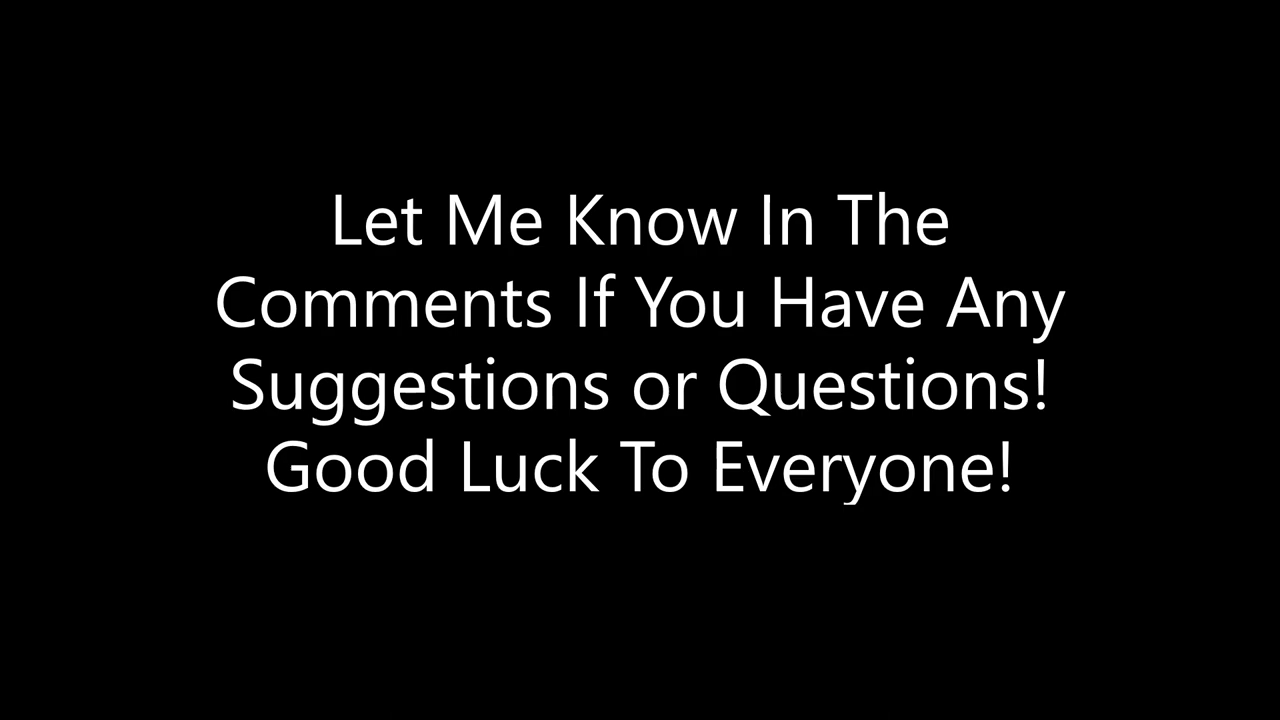 Let Me Know In The
Comments If You Have Any
Suggestions or Questions!
Good Luck To Everyone!